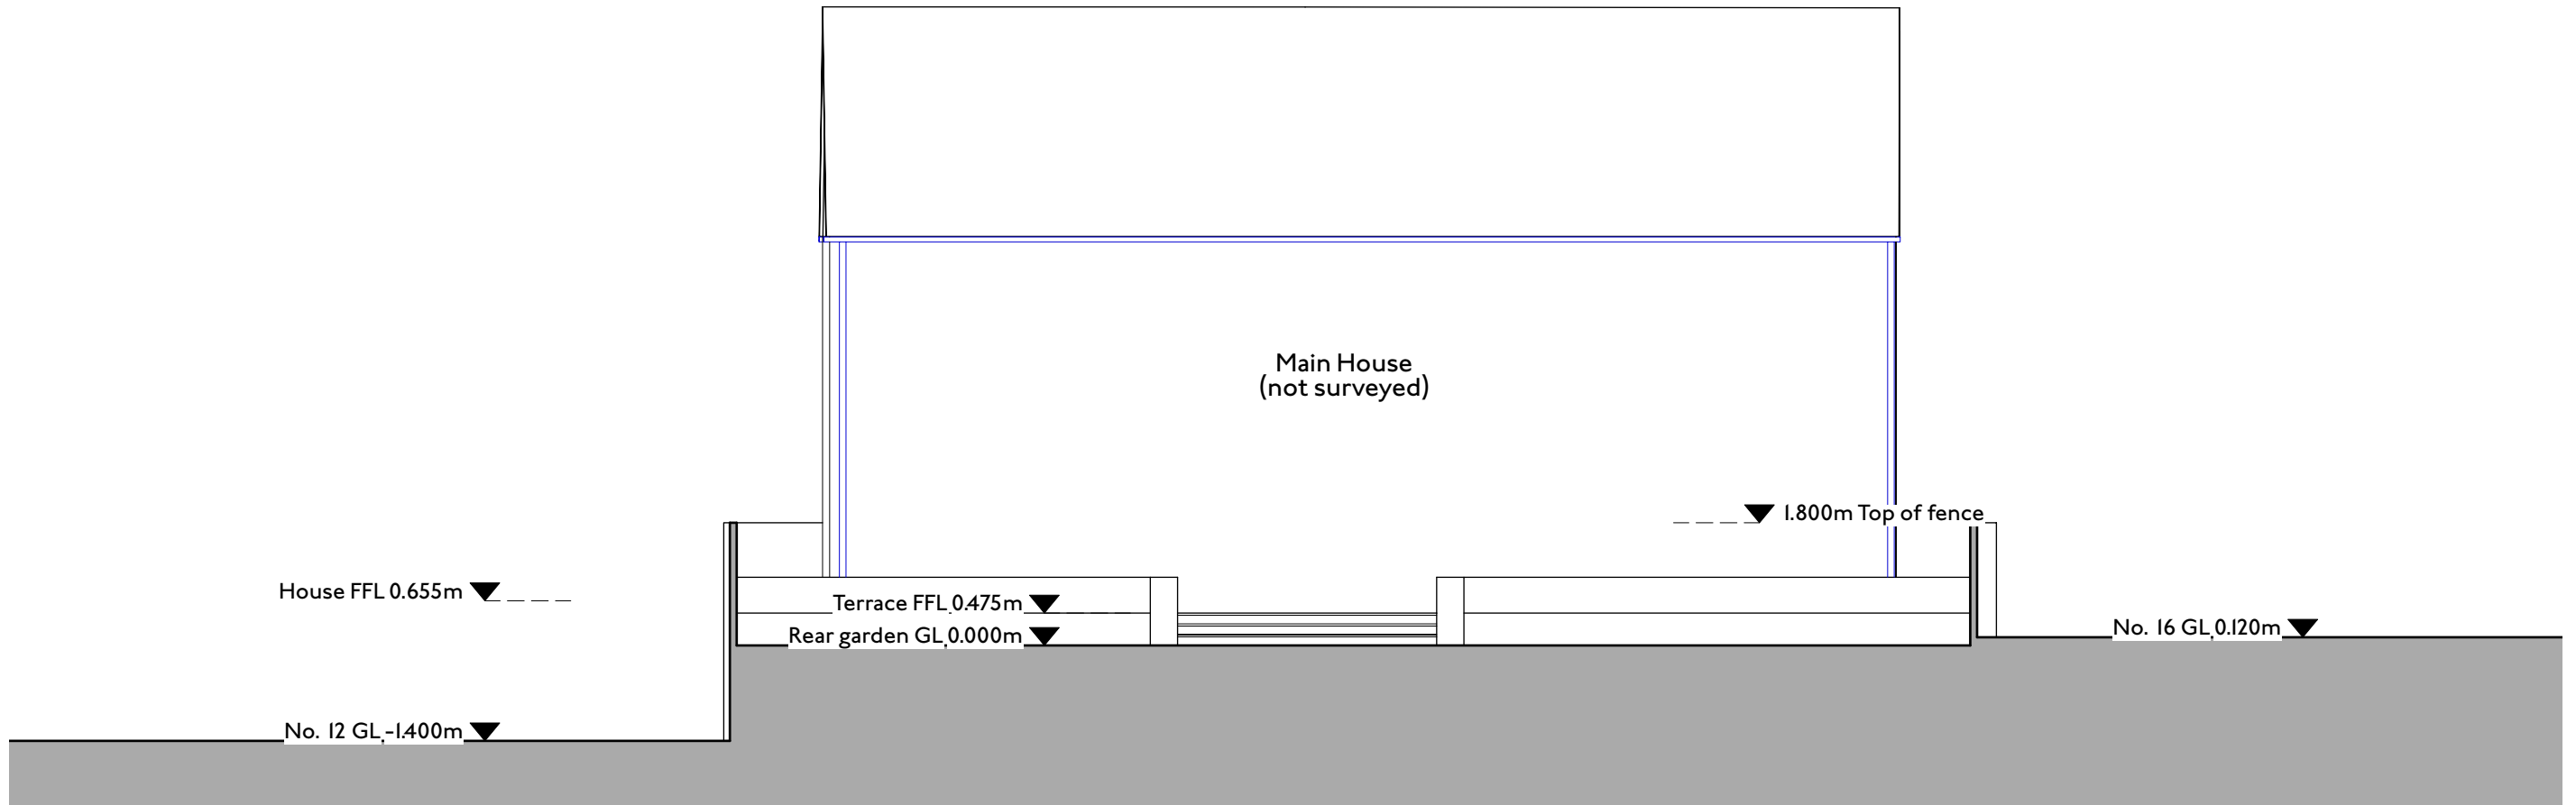 Main House
(not surveyed)
1.800m Top of fence
House FFL 0.655m
Terrace FFL 0.475m
Rear garden GL 0.000m
No. 16 GL 0.120m
No. 12 GL -1.400m